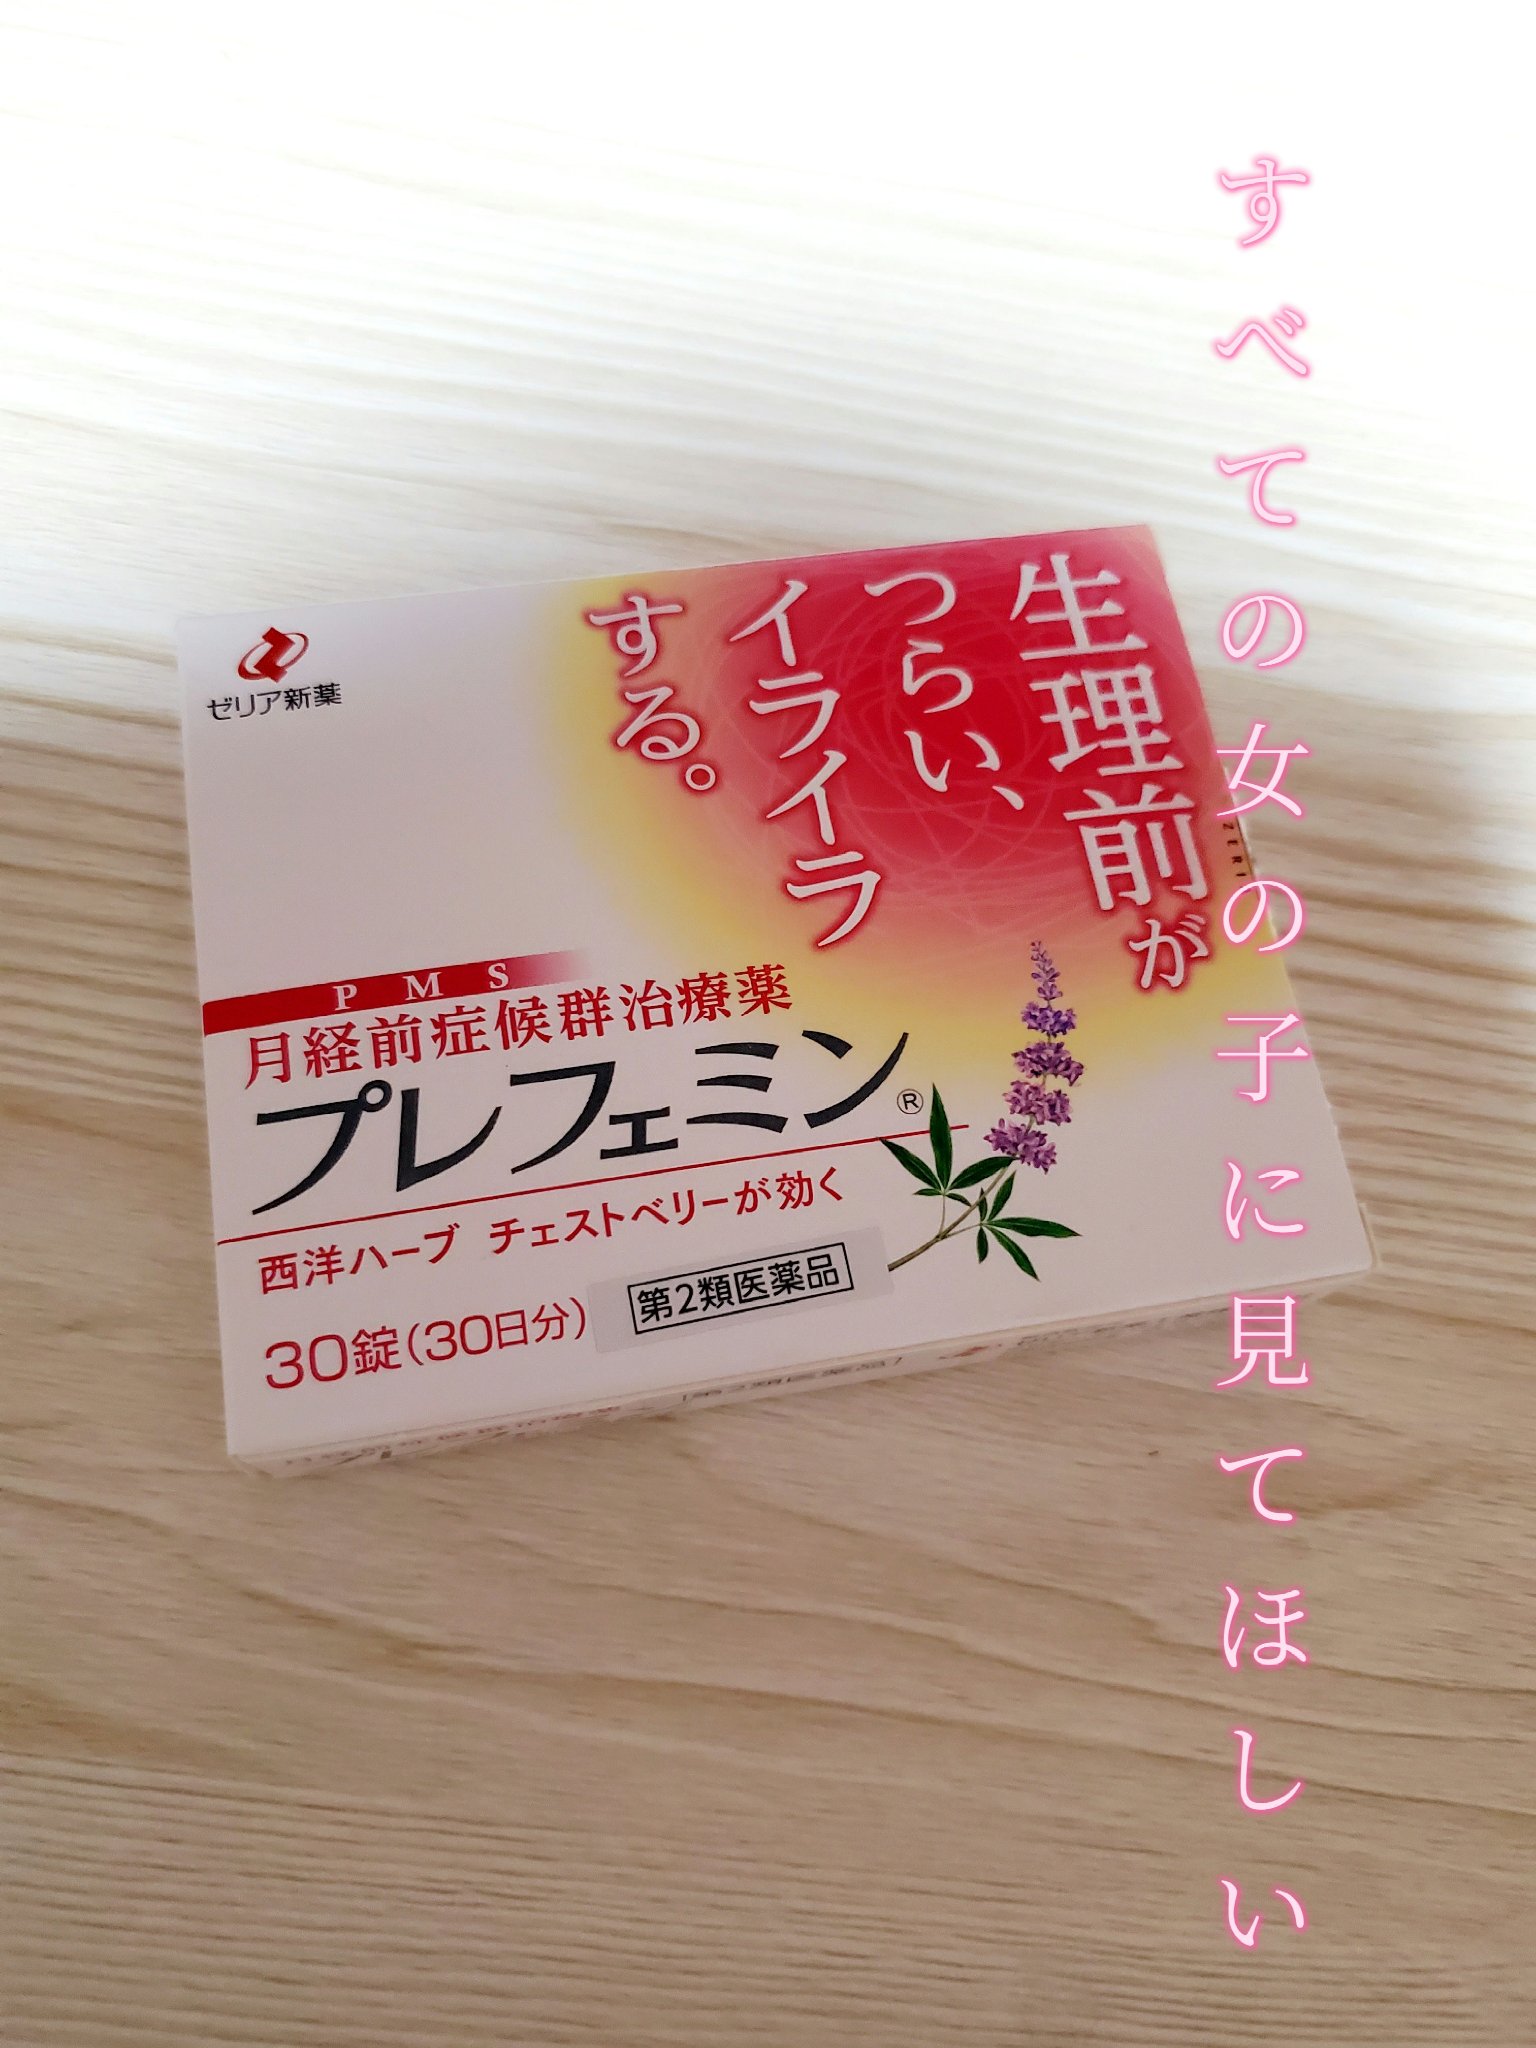 すべての女の子に見てほしい
生理前が
つらい、
イライラ
する。
ゼリア新薬
PMS
月経前症候群治療薬
プレフェミン®
西洋ハーブ チェストベリーが効く
30錠(30日分)
第2類医薬品
ZERI